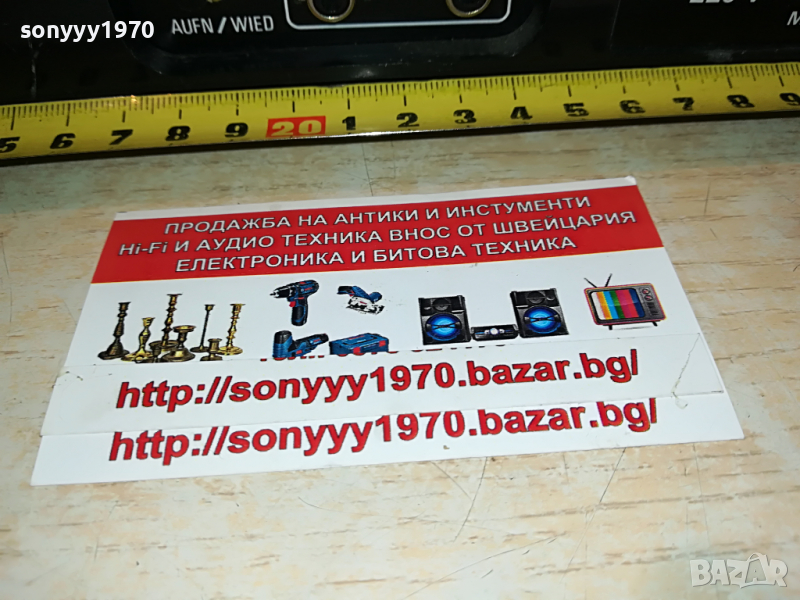 sonyyy1970
AUFN / WIED
6 7 8 9 20 1 2 3 4 5 6 7 8 9
ПРОДАЖБА НА АНТИКИ И ИНСТУМЕНТИ
Hi-Fi И АУДИО ТЕХНИКА ВНОС ОТ ШВЕЙЦАРИЯ
ЕЛЕКТРОНИКА И БИТОВА ТЕХНИКА
http://sonyyy1970.bazar.bg/
http://sonyyy1970.bazar.bg/
BAZAR